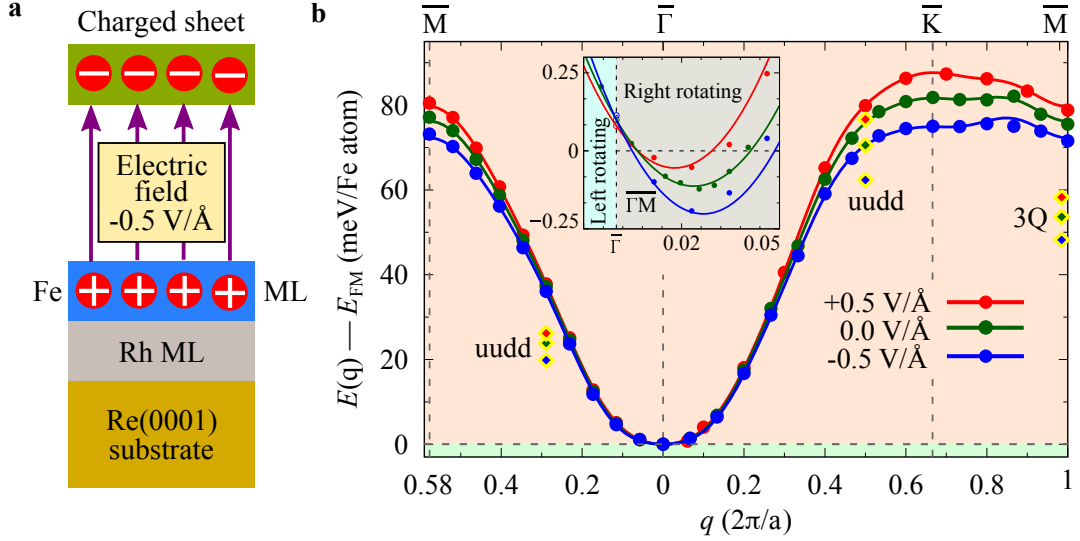 a
Charged sheet
Electric
field
-0.5 V/Å
Fe
ML
Rh ML
Re(0001)
substrate
b
M̅ Γ̅ K̅ M̅
E(q) — E_FM (meV/Fe atom)
80
60
40
20
0
0.58 0.4 0.2 0 0.2 0.4 0.6 0.8 1
q (2π/a)
0.25
0
−0.25
Left rotating
Right rotating
Γ̅M̅
Γ̅
0.02 0.05
uudd
uudd
3Q
+0.5 V/Å
0.0 V/Å
-0.5 V/Å